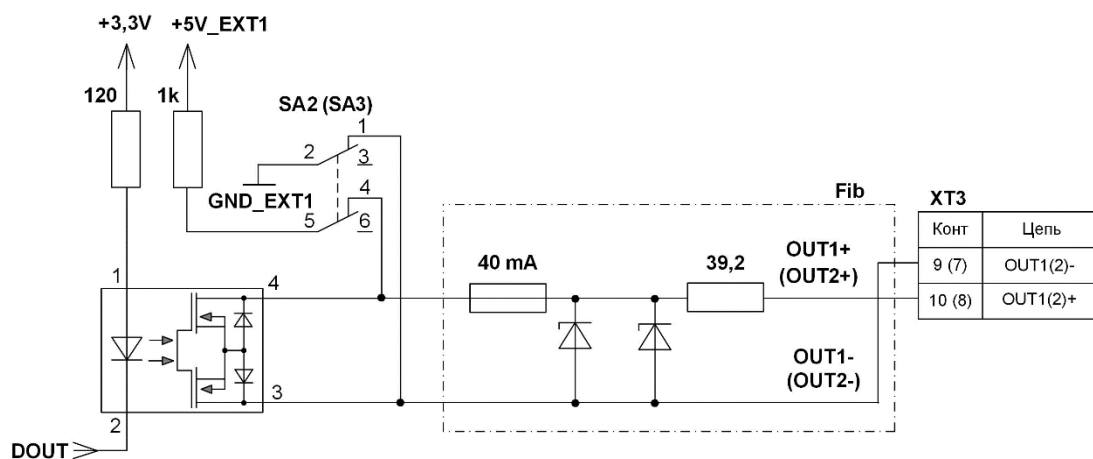 +3,3V
+5V_EXT1
120
1k
SA2 (SA3)
1
2
3
GND_EXT1
4
5
6
Fib
XT3
Конт
Цепь
9 (7)
OUT1(2)-
10 (8)
OUT1(2)+
40 mA
39,2
OUT1+
(OUT2+)
OUT1-
(OUT2-)
1
4
3
2
DOUT